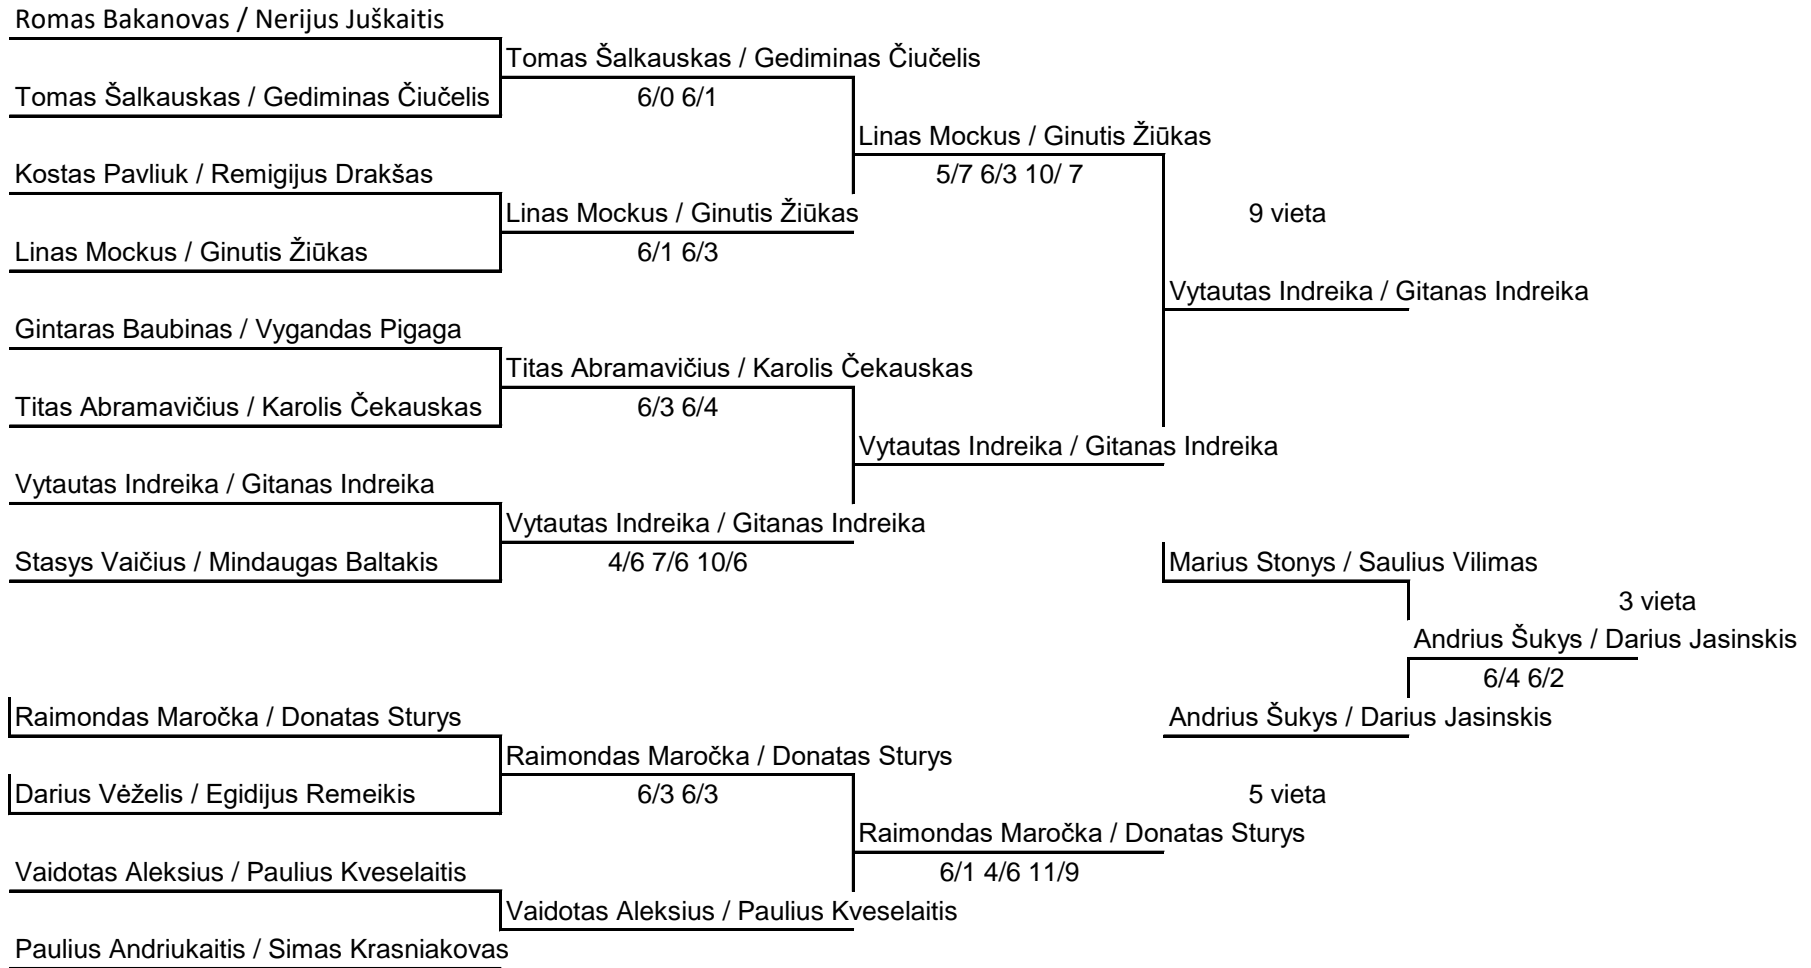 Romas Bakanovas / Nerijus Juškaitis
Tomas Šalkauskas / Gediminas Čiučelis
Tomas Šalkauskas / Gediminas Čiučelis
6/0 6/1
Linas Mockus / Ginutis Žiūkas
Kostas Pavliuk / Remigijus Drakšas
5/7 6/3 10/ 7
Linas Mockus / Ginutis Žiūkas
9 vieta
Linas Mockus / Ginutis Žiūkas
6/1 6/3
Vytautas Indreika / Gitanas Indreika
Gintaras Baubinas / Vygandas Pigaga
Titas Abramavičius / Karolis Čekauskas
Titas Abramavičius / Karolis Čekauskas
6/3 6/4
Vytautas Indreika / Gitanas Indreika
Vytautas Indreika / Gitanas Indreika
Vytautas Indreika / Gitanas Indreika
Stasys Vaičius / Mindaugas Baltakis
4/6 7/6 10/6
Marius Stonys / Saulius Vilimas
3 vieta
Andrius Šukys / Darius Jasinskis
6/4 6/2
Raimondas Maročka / Donatas Sturys
Andrius Šukys / Darius Jasinskis
Raimondas Maročka / Donatas Sturys
Darius Vėželis / Egidijus Remeikis
6/3 6/3
5 vieta
Raimondas Maročka / Donatas Sturys
Vaidotas Aleksius / Paulius Kveselaitis
6/1 4/6 11/9
Vaidotas Aleksius / Paulius Kveselaitis
Paulius Andriukaitis / Simas Krasniakovas